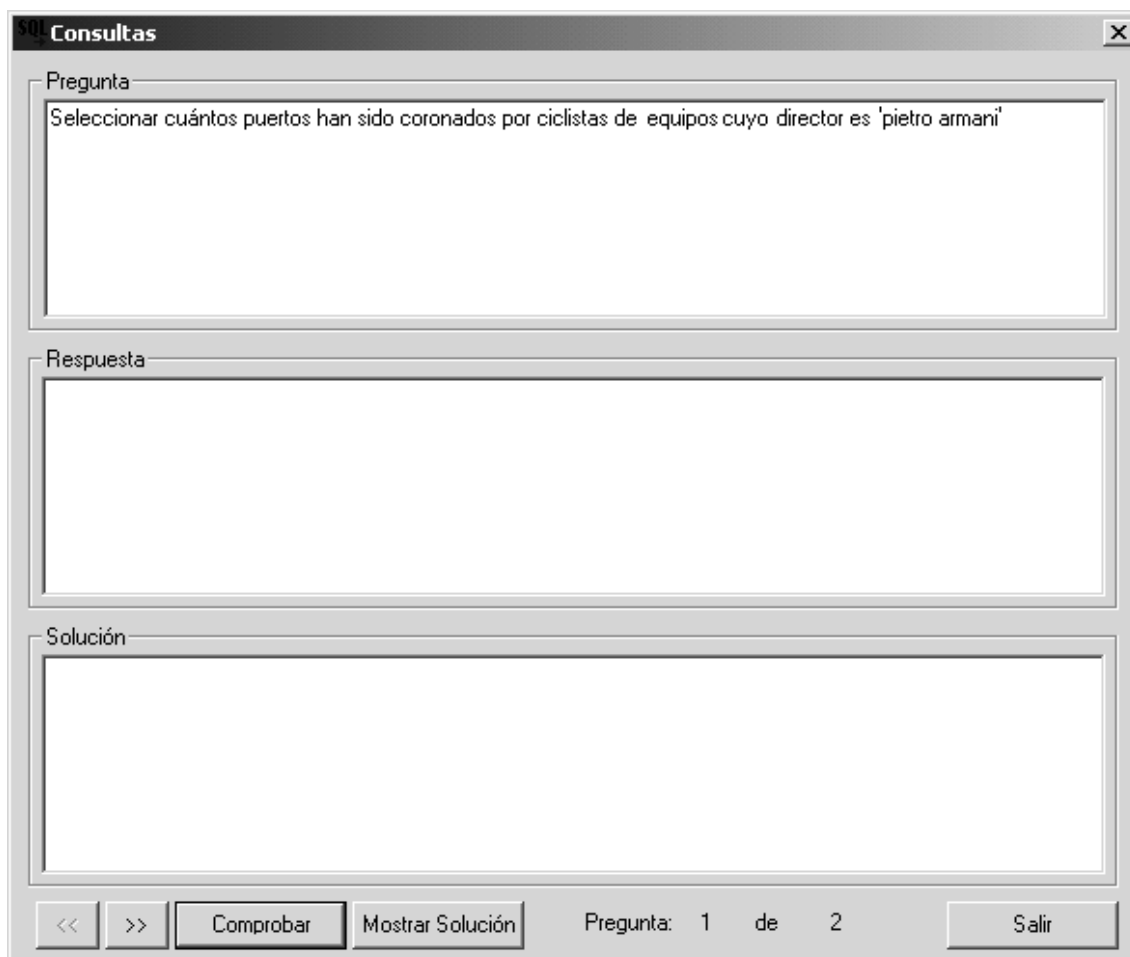 SQL Consultas
Pregunta
Seleccionar cuántos puertos han sido coronados por ciclistas de equipos cuyo director es 'pietro armani'
Respuesta
Solución
<< >> Comprobar Mostrar Solución Pregunta: 1 de 2 Salir